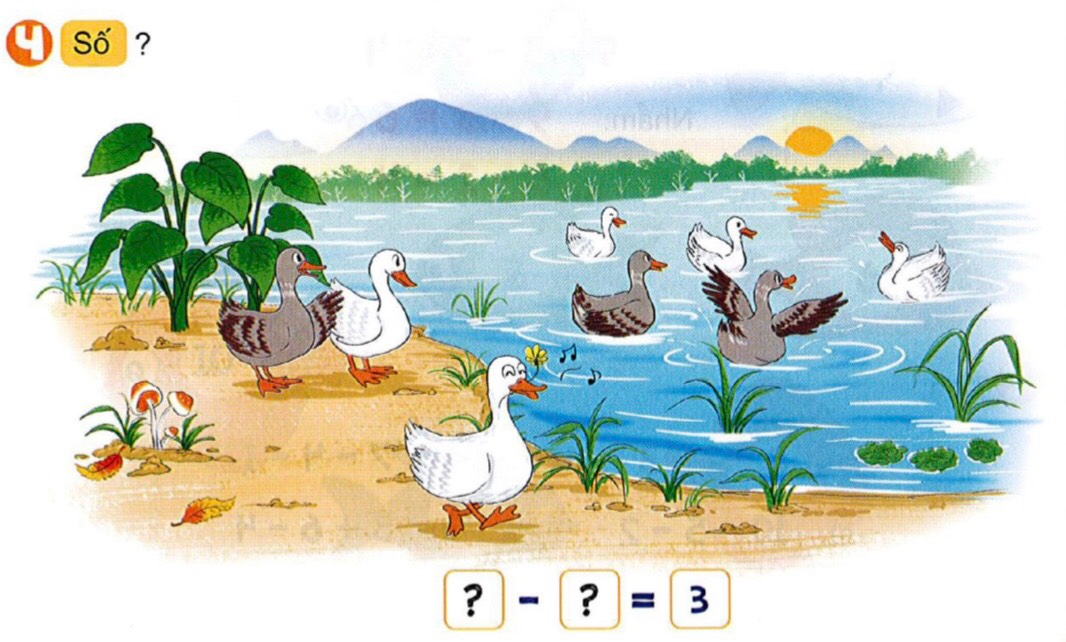 4 Số ?
? - ? = 3